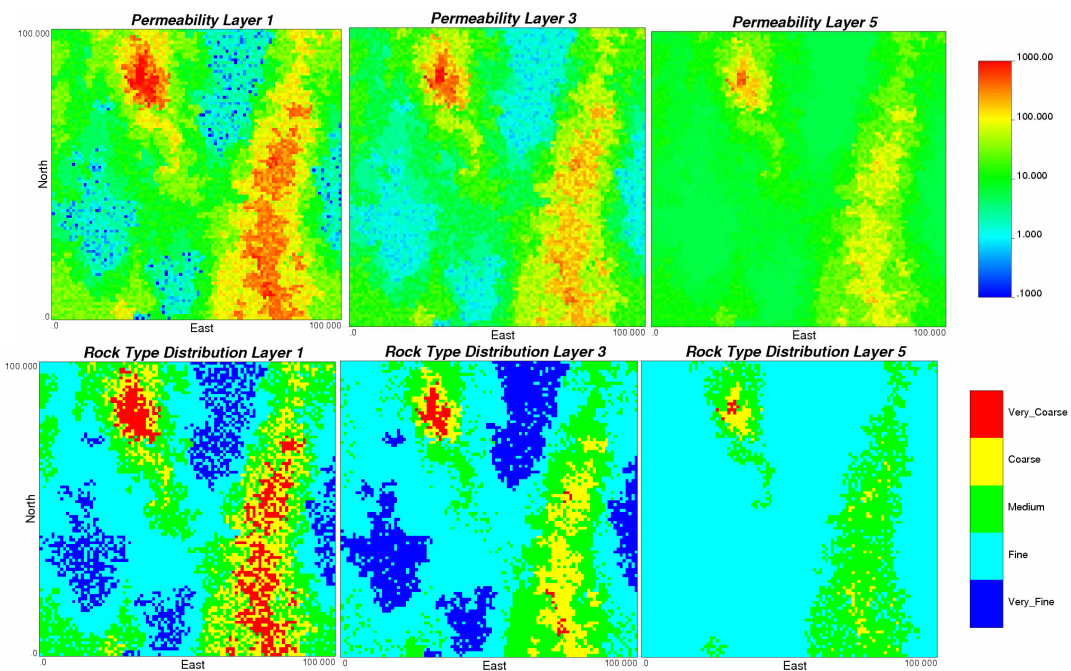 Permeability Layer 1
Permeability Layer 3
Permeability Layer 5
100.000
North
.0
.0
East
100.000
.0
East
100.000
.0
East
100.000
1000.00
100.000
10.000
1.000
.1000
Rock Type Distribution Layer 1
Rock Type Distribution Layer 3
Rock Type Distribution Layer 5
100.000
North
.0
.0
East
100.000
.0
East
100.000
.0
East
100.000
Very_Coarse
Coarse
Medium
Fine
Very_Fine